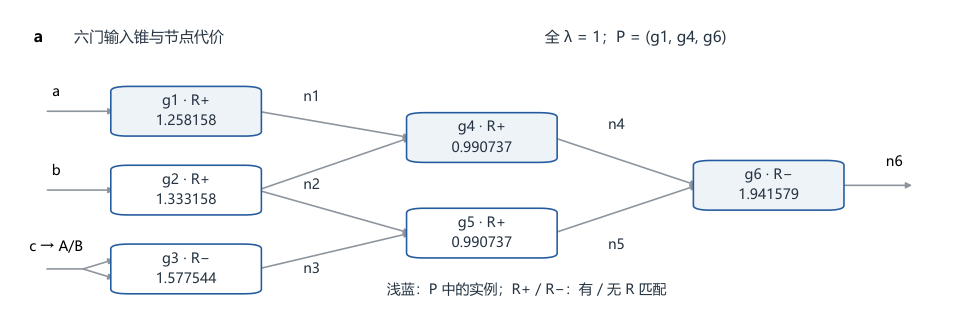 a 六门输入锥与节点代价
全 λ = 1；P = (g1, g4, g6)
a
g1 · R+
1.258158
n1
b
g2 · R+
1.333158
n2
c → A/B
g3 · R−
1.577544
n3
g4 · R+
0.990737
n4
g5 · R+
0.990737
n5
g6 · R−
1.941579
n6
浅蓝：P 中的实例；R+ / R−：有 / 无 R 匹配